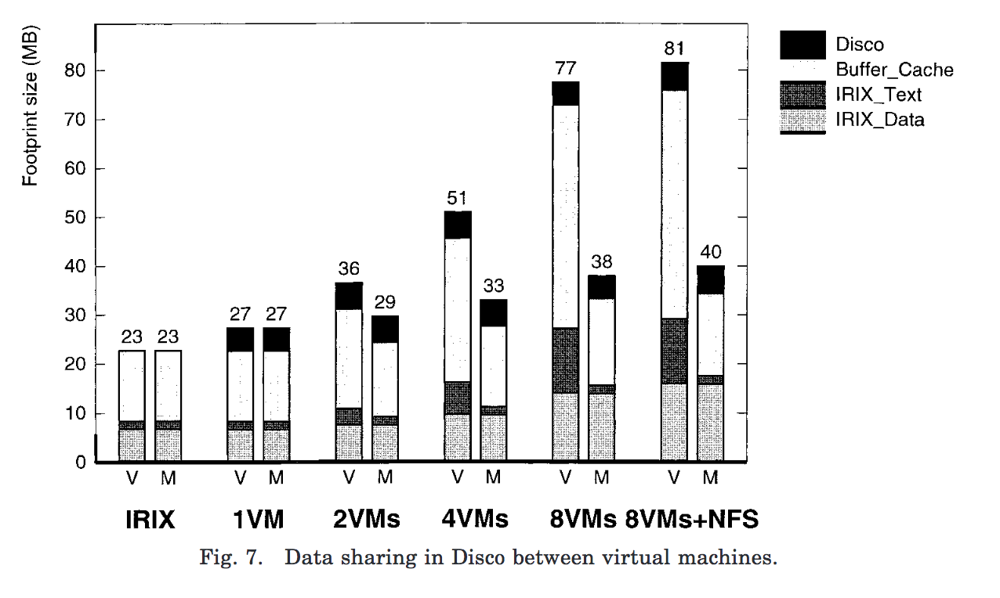 Footprint size (MB)
80
70
60
50
40
30
20
10
0
23 23
27 27
36 29
51 33
77 38
81 40
V M V M V M V M V M V M
IRIX 1VM 2VMs 4VMs 8VMs 8VMs+NFS
Disco
Buffer_Cache
IRIX_Text
IRIX_Data
Fig. 7. Data sharing in Disco between virtual machines.